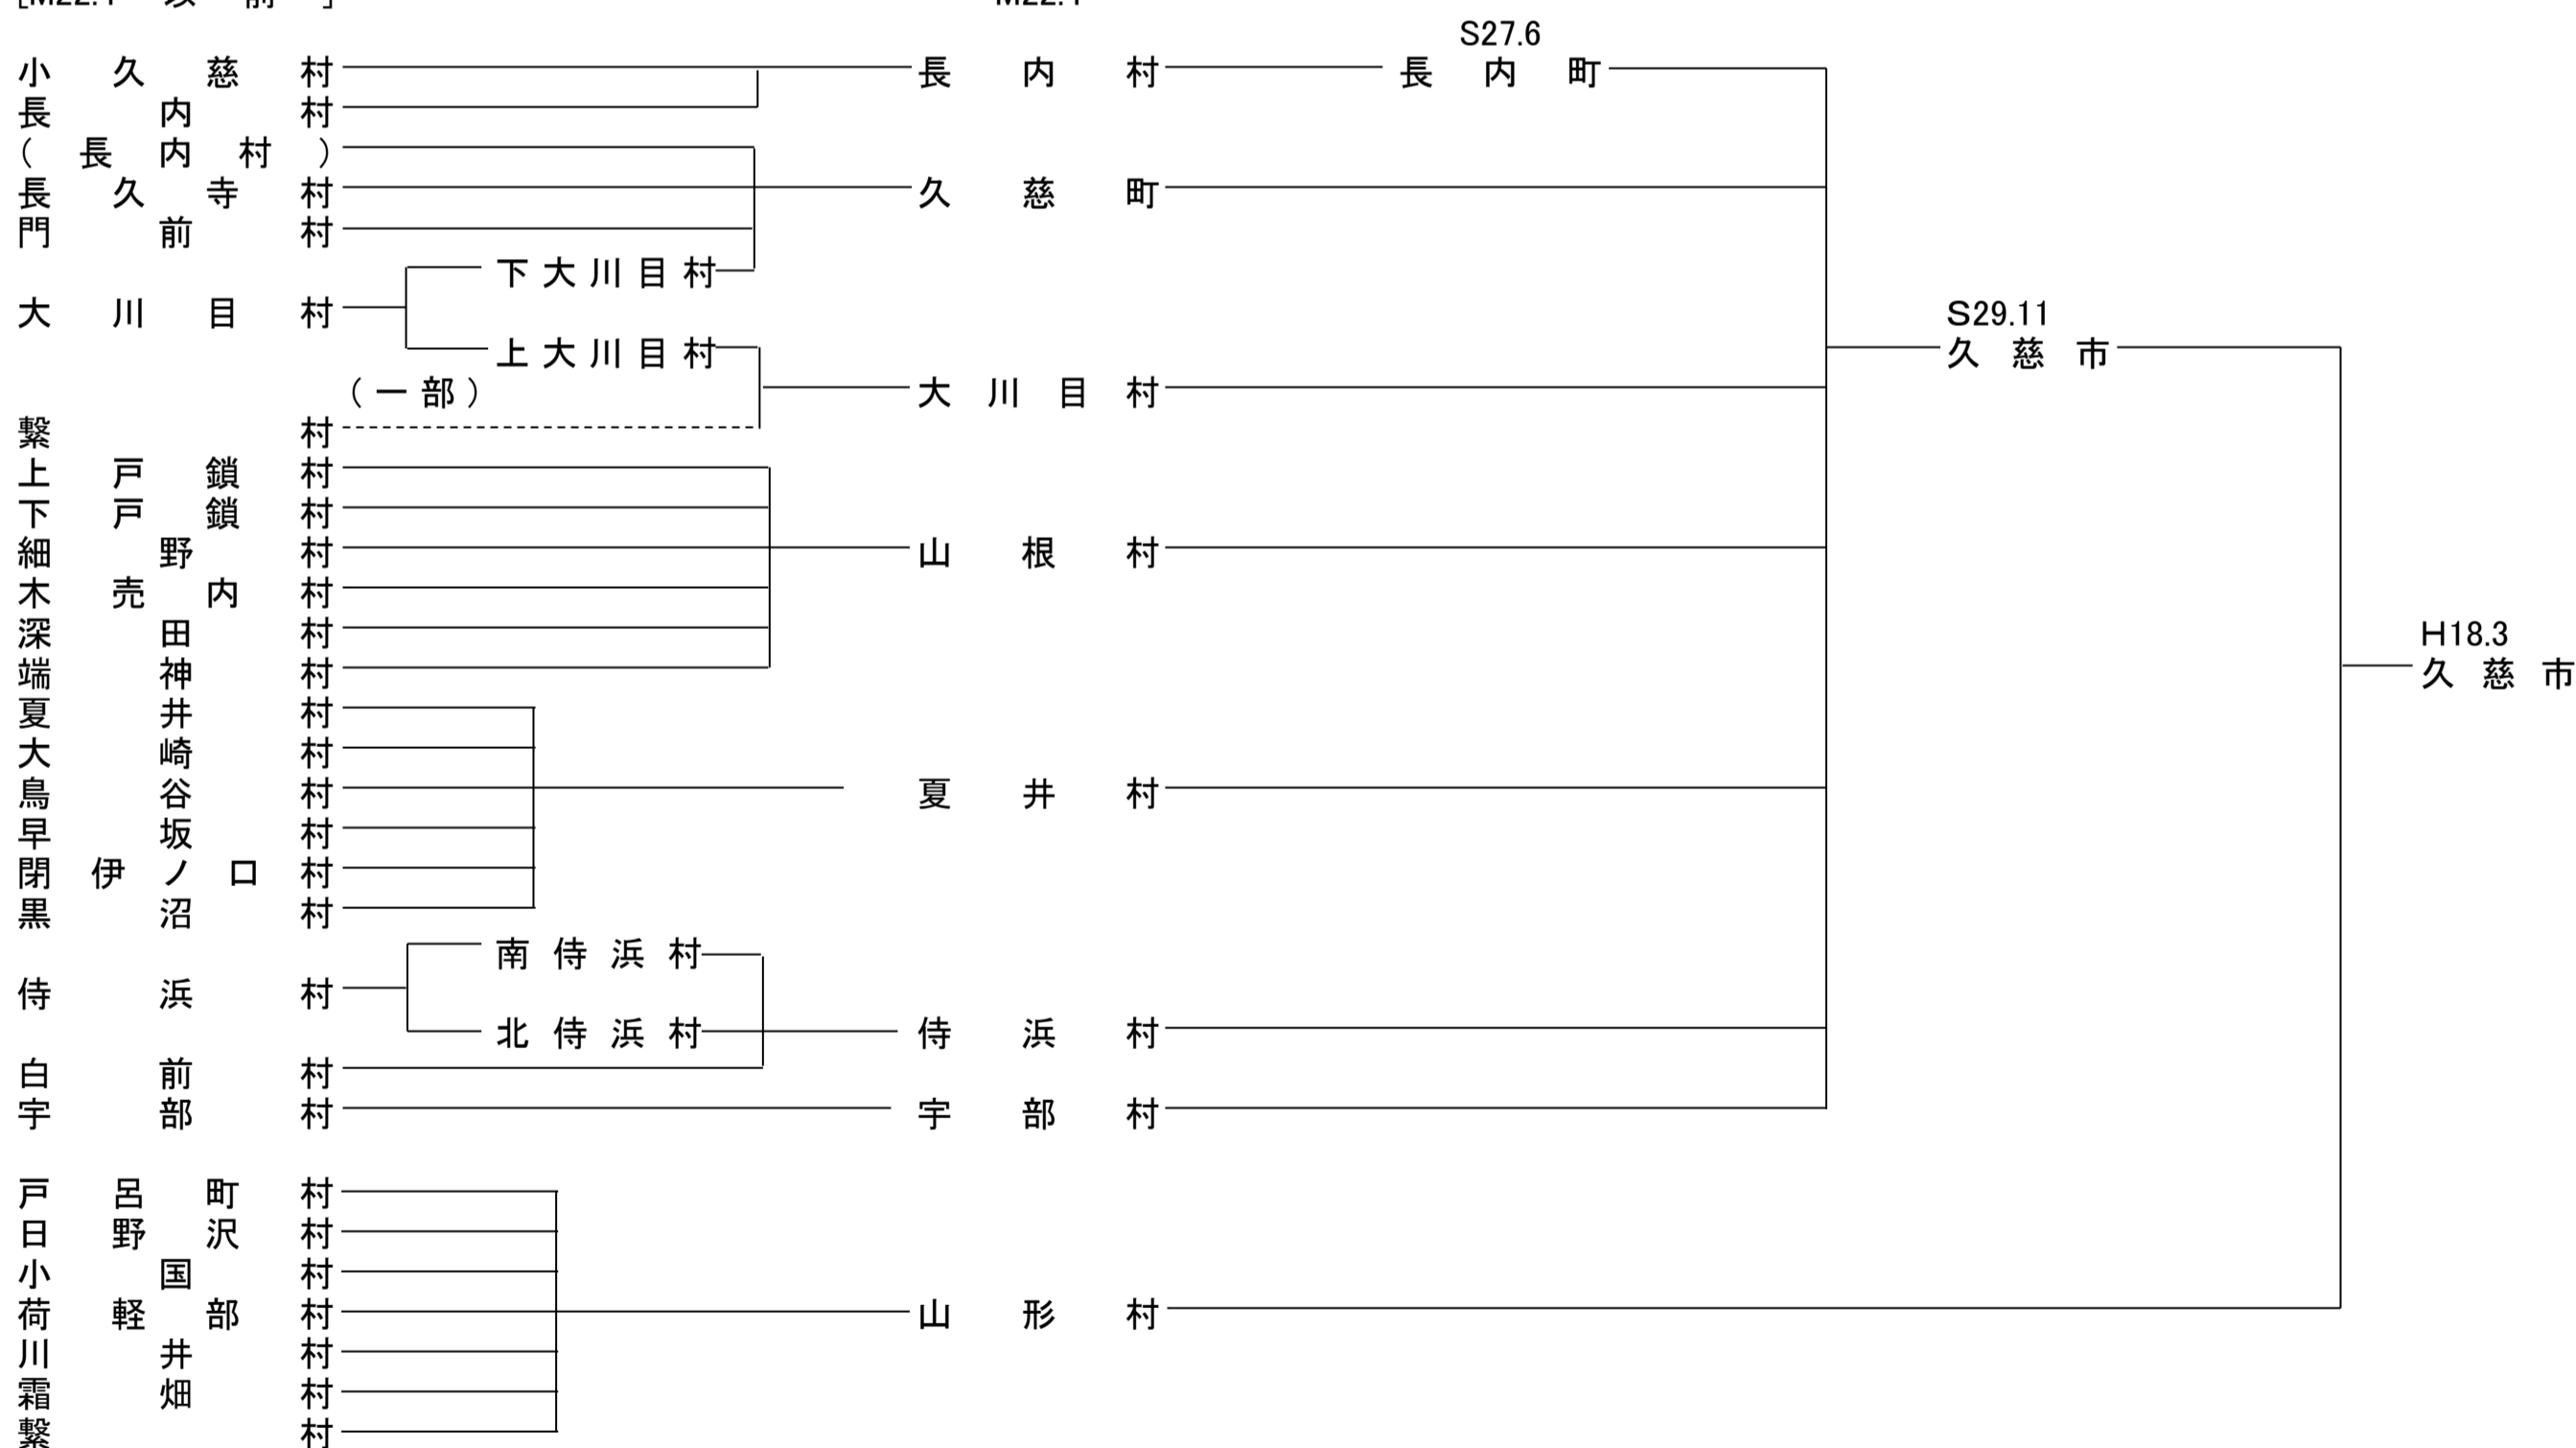 S27.6
小久慈村 長内村 長内町
長内村
（長内村）
長久寺村 久慈町
門前村
下大川目村
大川目村 S29.11
上大川目村 久慈市
（一部） 大川目村
繋村
上戸鎖村
下戸鎖村
細野村 山根村
木売内村
深田村 H18.3
端神村 久慈市
夏井村
大崎村
鳥谷村 夏井村
早坂村
閉伊ノ口村
黒沼村
南侍浜村
侍浜村
北侍浜村 侍浜村
白前村
宇部村 宇部村
戸呂町村
日野沢村
小国村
荷軽部村 山形村
川井村
霜畑村
繋村